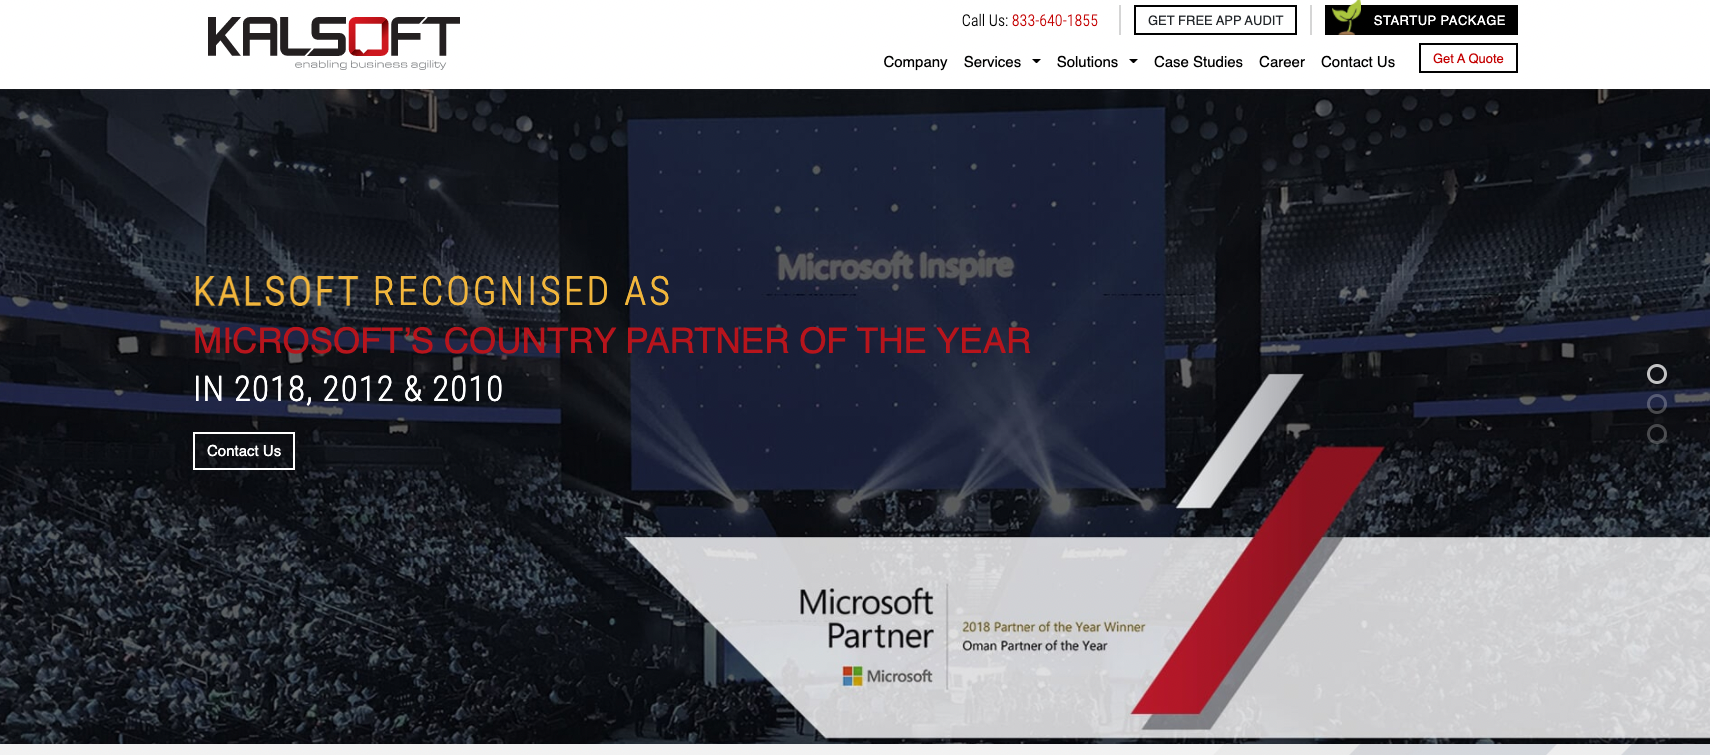 KALSOFT
enabling business agility
Call Us: 833-640-1855
GET FREE APP AUDIT
STARTUP PACKAGE
Company Services Solutions Case Studies Career Contact Us
Get A Quote
Microsoft Inspire
KALSOFT RECOGNISED AS
MICROSOFT'S COUNTRY PARTNER OF THE YEAR
IN 2018, 2012 & 2010
Contact Us
Microsoft
Partner
Microsoft
2018 Partner of the Year Winner
Oman Partner of the Year